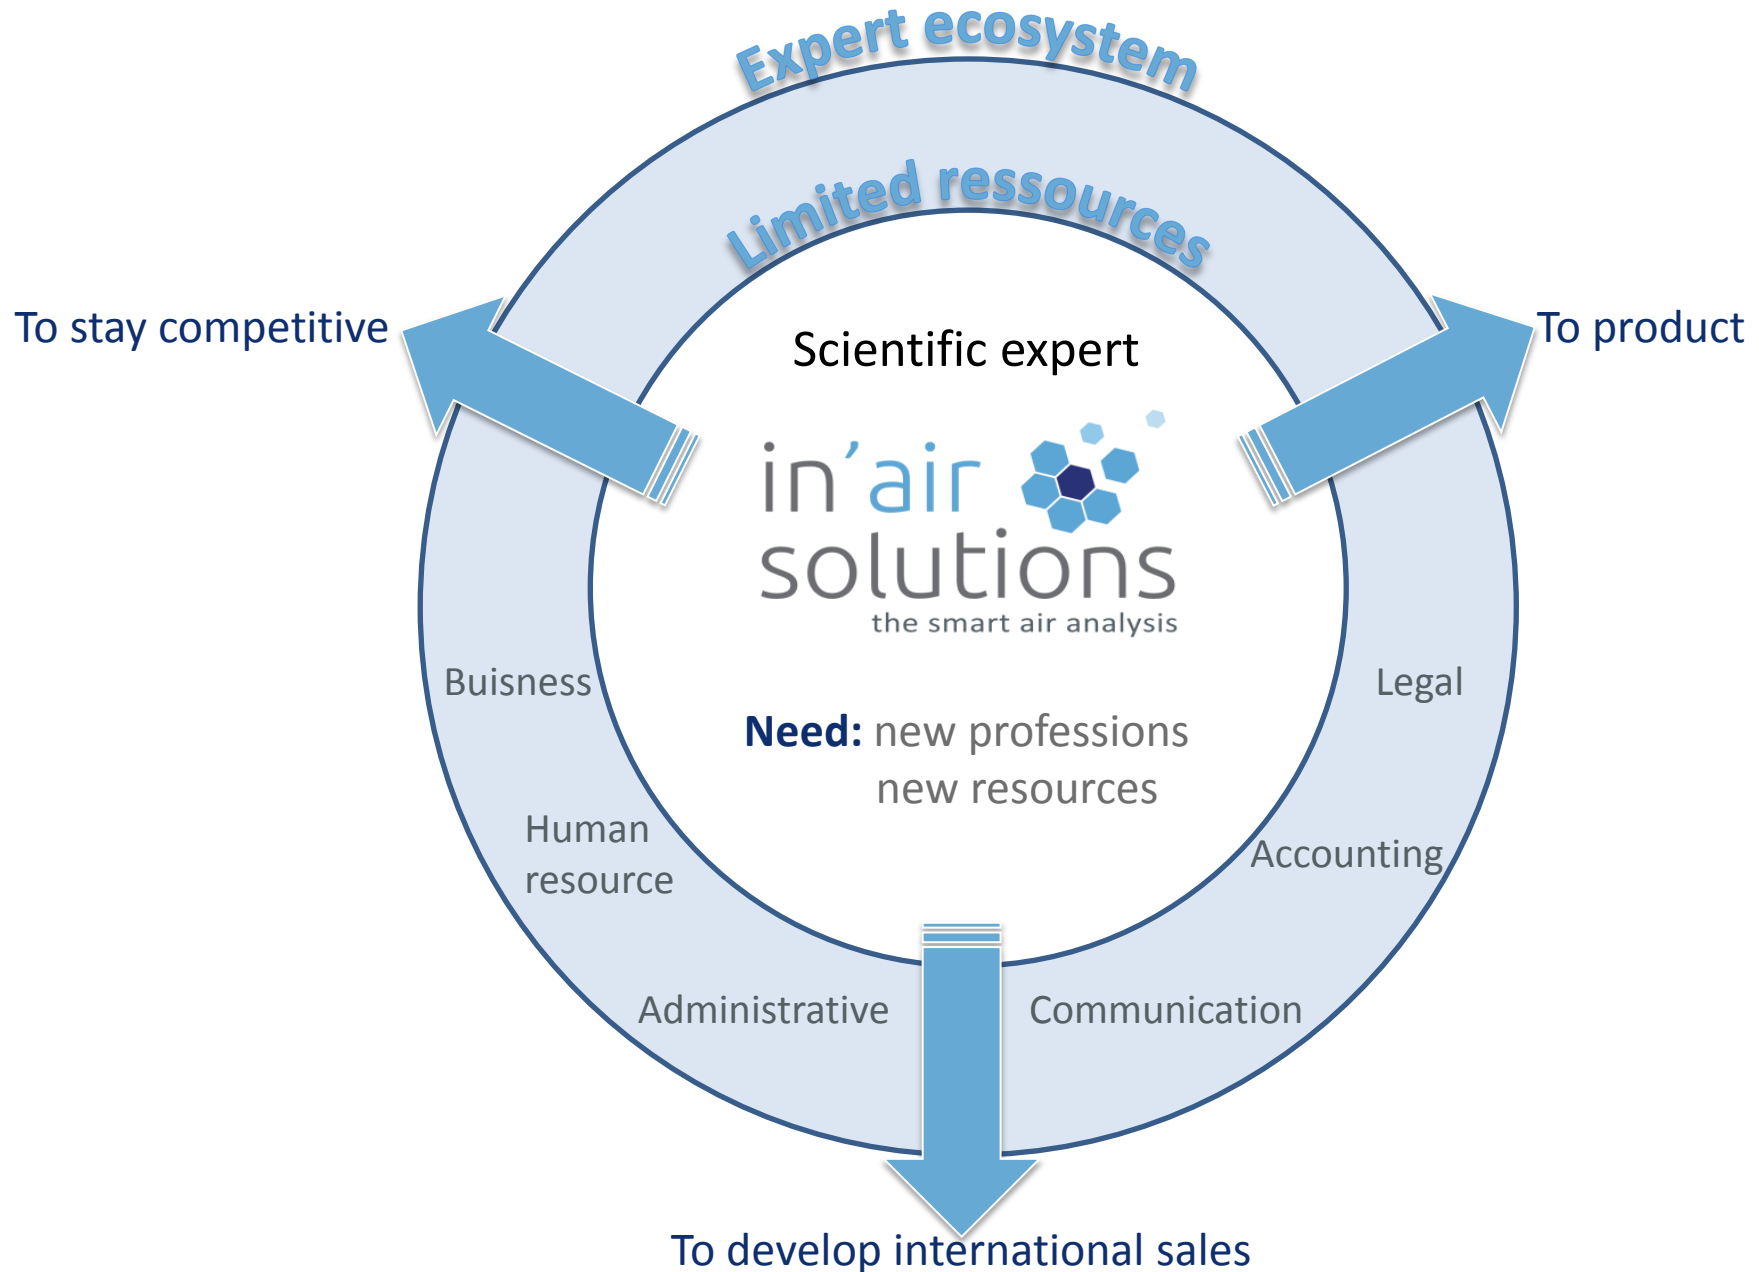 Expert ecosystem
Limited ressources
To stay competitive
To product
Scientific expert
in’air
solutions
the smart air analysis
Buisness
Legal
Need: new professions
new resources
Human
resource
Accounting
Administrative
Communication
To develop international sales